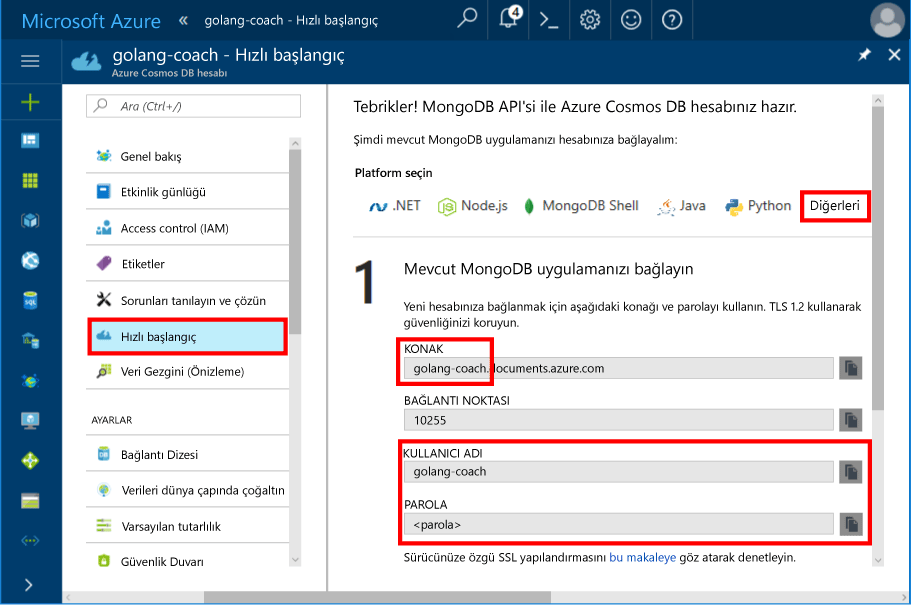 Microsoft Azure « golang-coach - Hızlı başlangıç 4
golang-coach - Hızlı başlangıç
Azure Cosmos DB hesabı
Ara (Ctrl+/)
Genel bakış
Etkinlik günlüğü
Access control (IAM)
Etiketler
Sorunları tanılayın ve çözün
Hızlı başlangıç
Veri Gezgini (Önizleme)
AYARLAR
Bağlantı Dizesi
Verileri dünya çapında çoğaltın
Varsayılan tutarlılık
Güvenlik Duvarı
Tebrikler! MongoDB API'si ile Azure Cosmos DB hesabınız hazır.
Şimdi mevcut MongoDB uygulamanızı hesabınıza bağlayalım:
Platform seçin
.NET Node.js MongoDB Shell Java Python Diğerleri
1 Mevcut MongoDB uygulamanızı bağlayın
Yeni hesabınıza bağlanmak için aşağıdaki konağı ve parolayı kullanın. TLS 1.2 kullanarak
güvenliğinizi koruyun.
KONAK
golang-coach.documents.azure.com
BAĞLANTI NOKTASI
10255
KULLANICI ADI
golang-coach
PAROLA
<parola>
Sürücünüze özgü SSL yapılandırmasını bu makaleye göz atarak denetleyin.